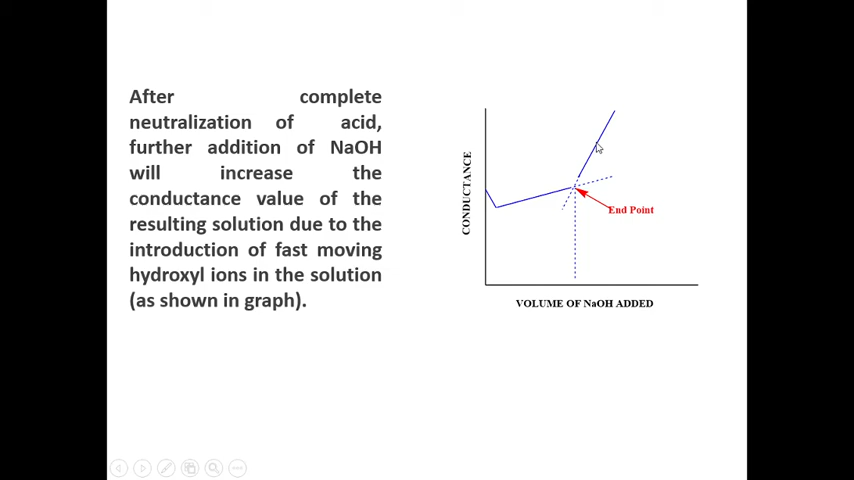 After complete
neutralization of acid,
further addition of NaOH
will increase the
conductance value of the
resulting solution due to the
introduction of fast moving
hydroxyl ions in the solution
(as shown in graph).
CONDUCTANCE
End Point
VOLUME OF NaOH ADDED